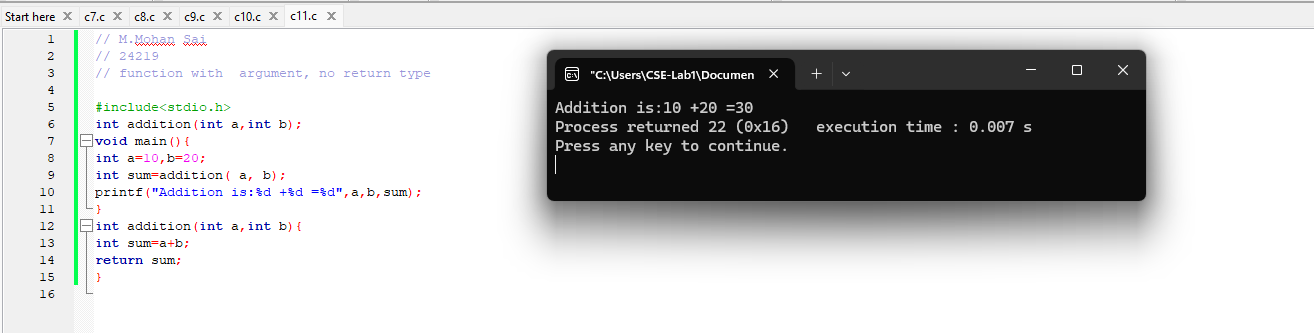 Start here c7.c c8.c c9.c c10.c c11.c
1 // M.Mohan Sai
2 // 24219
3 // function with  argument, no return type
4
5 #include<stdio.h>
6 int addition(int a,int b);
7 void main(){
8 int a=10,b=20;
9 int sum=addition( a, b);
10 printf("Addition is:%d +%d =%d",a,b,sum);
11 }
12 int addition(int a,int b){
13 int sum=a+b;
14 return sum;
15 }
16
"C:\Users\CSE-Lab1\Documen
Addition is:10 +20 =30
Process returned 22 (0x16)   execution time : 0.007 s
Press any key to continue.